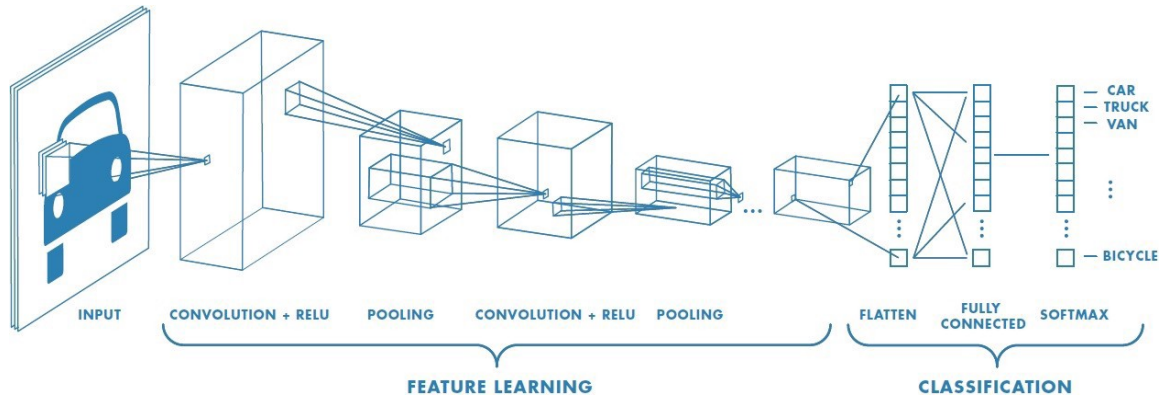 CAR
TRUCK
VAN
BICYCLE
INPUT
CONVOLUTION + RELU
POOLING
CONVOLUTION + RELU
POOLING
FLATTEN
FULLY
CONNECTED
SOFTMAX
FEATURE LEARNING
CLASSIFICATION